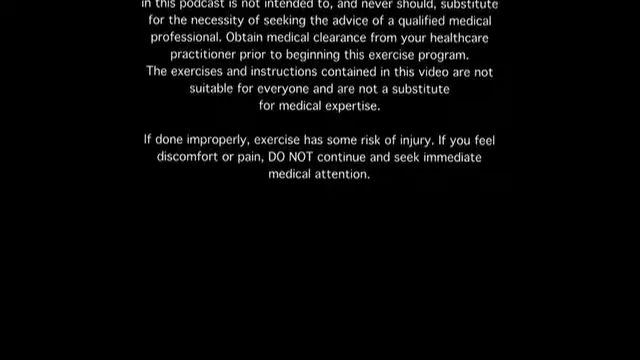 in this podcast is not intended to, and never should, substitute
for the necessity of seeking the advice of a qualified medical
professional. Obtain medical clearance from your healthcare
practitioner prior to beginning this exercise program.
The exercises and instructions contained in this video are not
suitable for everyone and are not a substitute
for medical expertise.
If done improperly, exercise has some risk of injury. If you feel
discomfort or pain, DO NOT continue and seek immediate
medical attention.